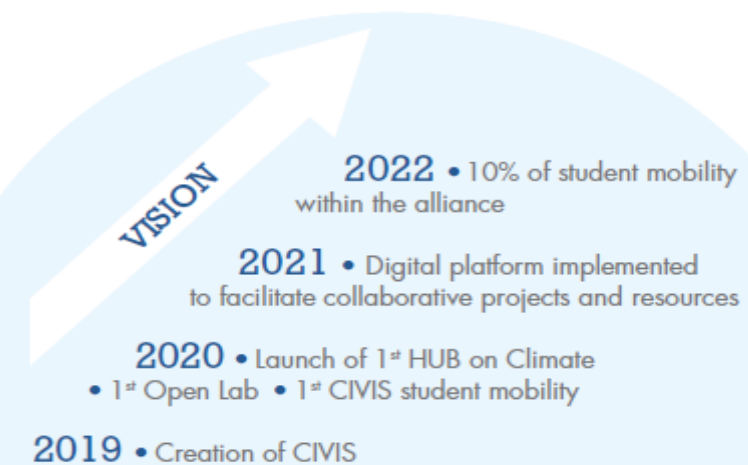 VISION
2022 • 10% of student mobility
within the alliance
2021 • Digital platform implemented
to facilitate collaborative projects and resources
2020 • Launch of 1st HUB on Climate
• 1st Open Lab • 1st CIVIS student mobility
2019 • Creation of CIVIS